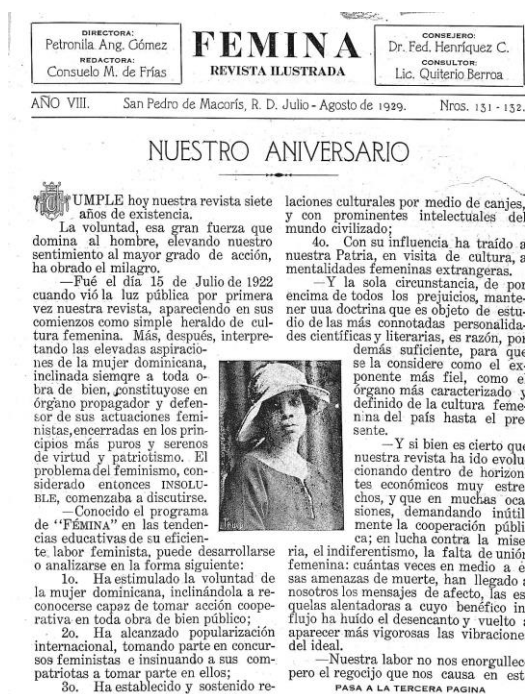 DIRECTORA:
Petronila Ang. Gómez
REDACTORA:
Consuelo M. de Frías
FEMINA
REVISTA ILUSTRADA
CONSEJERO:
Dr. Fed. Henríquez C.
CONSULTOR:
Lic. Quiterio Berroa
AÑO VIII. San Pedro de Macorís, R. D. Julio - Agosto de 1929. Nros. 131 - 132.
NUESTRO ANIVERSARIO
CUMPLE hoy nuestra revista siete
años de existencia.
La voluntad, esa gran fuerza que
domina al hombre, elevando nuestro
sentimiento al mayor grado de acción,
ha obrado el milagro.
—Fué el día 15 de Julio de 1922
cuando vió la luz pública por primera
vez nuestra revista, apareciendo en sus
comienzos como simple heraldo de cul-
tura femenina. Más, después, interpre-
tando las elevadas aspiracio-
nes de la mujer dominicana,
inclinada siemqre a toda o-
bra de bien, constituyose en
órgano propagador y defen-
sor de sus actuaciones femi-
nistas, encerradas en los prin-
cipios más puros y serenos
de virtud y patriotismo. El
problema del feminismo, con-
siderado entonces INSOLU-
BLE, comenzaba a discutirse.
—Conocido el programa
de "FÉMINA" en las tenden-
cias educativas de su eficien-
te labor feminista, puede desarrollarse
o analizarse en la forma siguiente:
1o. Ha estimulado la voluntad de
la mujer dominicana, inclinándola a re-
conocerse capaz de tomar acción coope-
rativa en toda obra de bien público;
2o. Ha alcanzado popularización
internacional, tomando parte en concur-
sos feministas e insinuando a sus com-
patriotas a tomar parte en ellos;
3o. Ha establecido y sostenido re-
laciones culturales por medio de canjes,
y con prominentes intelectuales del
mundo civilizado;
4o. Con su influencia ha traído a
nuestra Patria, en visita de cultura, a
mentalidades femeninas extrangeras.
—Y la sola circunstancia, de por
encima de todos los prejuicios, mante-
ner uua doctrina que es objeto de estu-
dio de las más connotadas personalida-
des científicas y literarias, es razón, por
demás suficiente, para que
se la considere como el ex-
ponente más fiel, como el
órgano más caracterizado y
definido de la cultura feme-
nina del país hasta el pre-
sente.
—Y si bien es cierto que
nuestra revista ha ido evolu-
cionando dentro de horizon-
tes económicos muy estre-
chos, y que en muchas oca-
siones, demandando inútil-
mente la cooperación públi-
ca; en lucha contra la mise-
ria, el indiferentismo, la falta de unión
femenina: cuántas veces en medio a e-
sas amenazas de muerte, han llegado a
nosotros los mensajes de afecto, las es-
quelas alentadoras a cuyo benéfico in-
flujo ha huído el desencanto y vuelto a
aparecer más vigorosas las vibraciones
del ideal.
—Nuestra labor no nos enorgullece
pero el regocijo que nos causa en este
PASA A LA TERCERA PAGINA